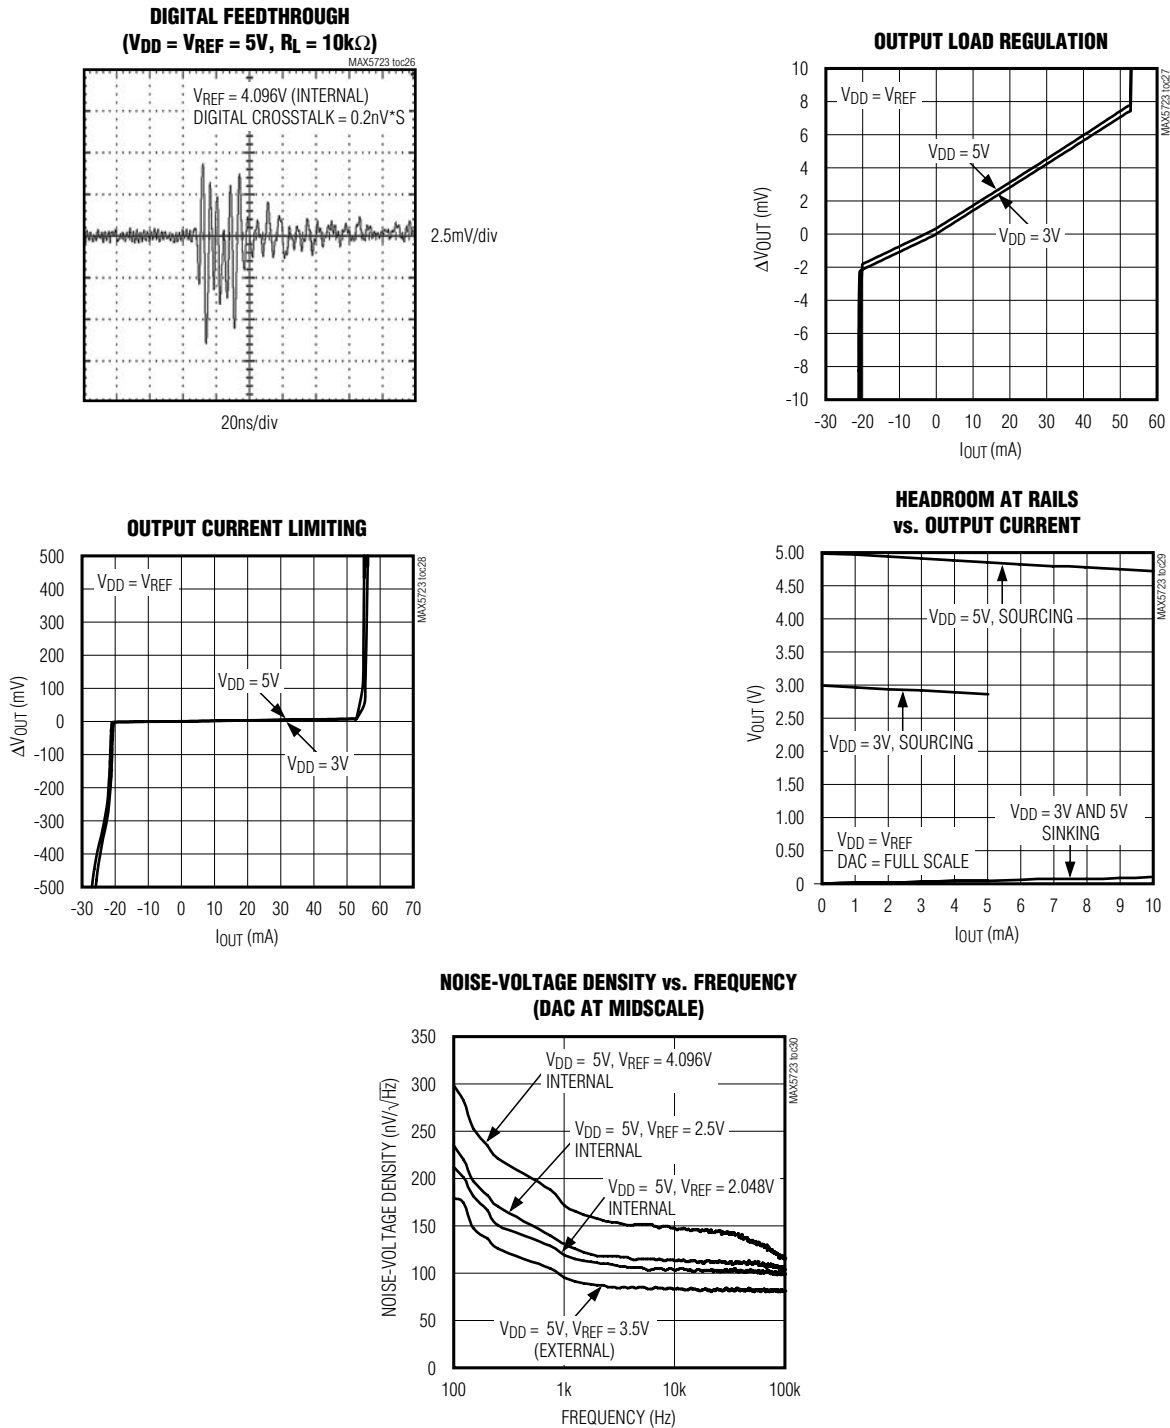 DIGITAL FEEDTHROUGH
(VDD = VREF = 5V, RL = 10kΩ)
MAX5723 toc26
VREF = 4.096V (INTERNAL)
DIGITAL CROSSTALK = 0.2nV*S
2.5mV/div
20ns/div
OUTPUT LOAD REGULATION
MAX5723 toc27
VDD = VREF
VDD = 5V
VDD = 3V
ΔVOUT (mV)
10
8
6
4
2
0
-2
-4
-6
-8
-10
-30 -20 -10 0 10 20 30 40 50 60
IOUT (mA)
OUTPUT CURRENT LIMITING
MAX5723 toc28
VDD = VREF
VDD = 5V
VDD = 3V
ΔVOUT (mV)
500
400
300
200
100
0
-100
-200
-300
-400
-500
-30 -20 -10 0 10 20 30 40 50 60 70
IOUT (mA)
HEADROOM AT RAILS
vs. OUTPUT CURRENT
MAX5723 toc29
VDD = 5V, SOURCING
VDD = 3V, SOURCING
VDD = 3V AND 5V
SINKING
VDD = VREF
DAC = FULL SCALE
VOUT (V)
5.00
4.50
4.00
3.50
3.00
2.50
2.00
1.00
1.00
0.50
0
0 1 2 3 4 5 6 7 8 9 10
IOUT (mA)
NOISE-VOLTAGE DENSITY vs. FREQUENCY
(DAC AT MIDSCALE)
MAX5723 toc30
VDD = 5V, VREF = 4.096V
INTERNAL
VDD = 5V, VREF = 2.5V
INTERNAL
VDD = 5V, VREF = 2.048V
INTERNAL
VDD = 5V, VREF = 3.5V
(EXTERNAL)
NOISE-VOLTAGE DENSITY (nV/√Hz)
350
300
250
200
150
100
50
0
100 1k 10k 100k
FREQUENCY (Hz)